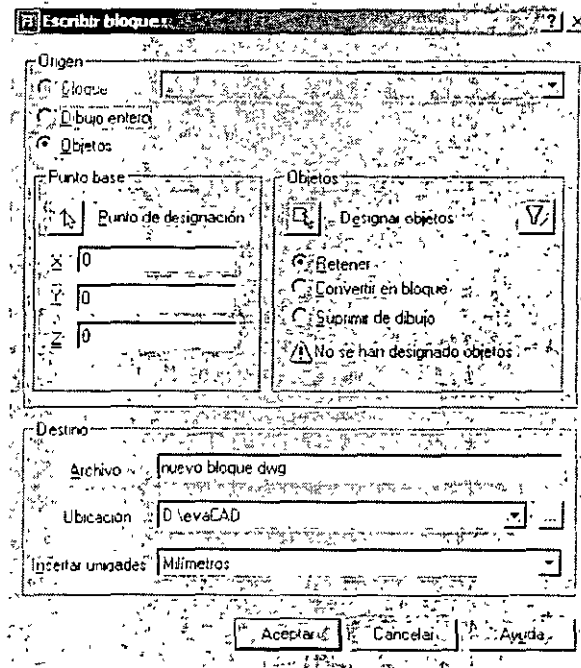 Escribir bloque
Origen
Bloque
Dibujo entero
Objetos
Punto base
Punto de designación
X: 0
Y: 0
Z: 0
Objetos
Designar objetos
Retener
Convertir en bloque
Suprimir de dibujo
No se han designado objetos
Destino
Archivo nuevo bloque dwg
Ubicación D:\evaCAD ...
Insertar unidades Milímetros
Aceptar Cancelar Ayuda